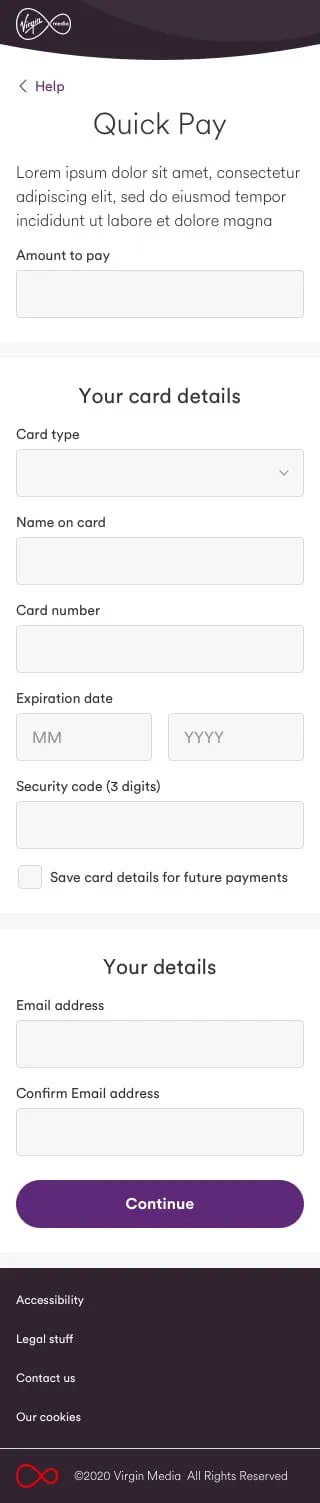 Virgin media
Help
Quick Pay
Lorem ipsum dolor sit amet, consectetur
adipiscing elit, sed do eiusmod tempor
incididunt ut labore et dolore magna
Amount to pay
Your card details
Card type
Name on card
Card number
Expiration date
MM YYYY
Security code (3 digits)
Save card details for future payments
Your details
Email address
Confirm Email address
Continue
Accessibility
Legal stuff
Contact us
Our cookies
©2020 Virgin Media All Rights Reserved